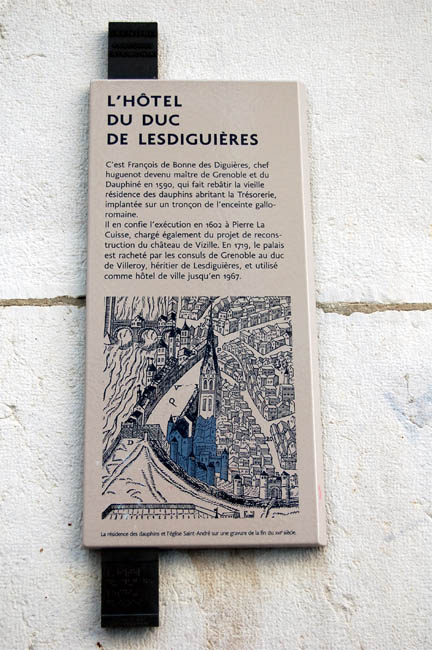 L'HÔTEL
DU DUC
DE LESDIGUIÈRES
C'est François de Bonne des Diguières, chef
huguenot devenu maître de Grenoble et du
Dauphiné en 1590, qui fait rebâtir la vieille
résidence des dauphins abritant la Trésorerie,
implantée sur un tronçon de l'enceinte gallo-
romaine.
Il en confie l'exécution en 1602 à Pierre La
Cuisse, chargé également du projet de recons-
truction du château de Vizille. En 1719, le palais
est racheté par les consuls de Grenoble au duc
de Villeroy, héritier de Lesdiguières, et utilisé
comme hôtel de ville jusqu'en 1967.
P
D
La résidence des dauphins et l'église Saint-André sur une gravure de la fin du XVIe siècle.